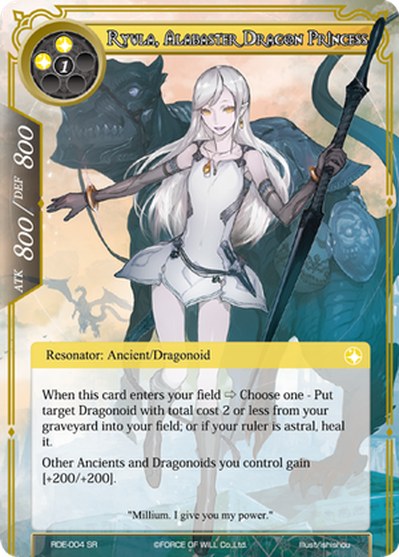 Ryula, Alabaster Dragon Princess
1
ATK 800 / DEF 800
Resonator: Ancient/Dragonoid
When this card enters your field ⇨ Choose one - Put
target Dragonoid with total cost 2 or less from your
graveyard into your field; or if your ruler is astral, heal
it.
Other Ancients and Dragonoids you control gain
[+200/+200].
"Millium. I give you my power."
RDE-004 SR
©FORCE OF WILL Co.,Ltd.
Illust/Ishishou